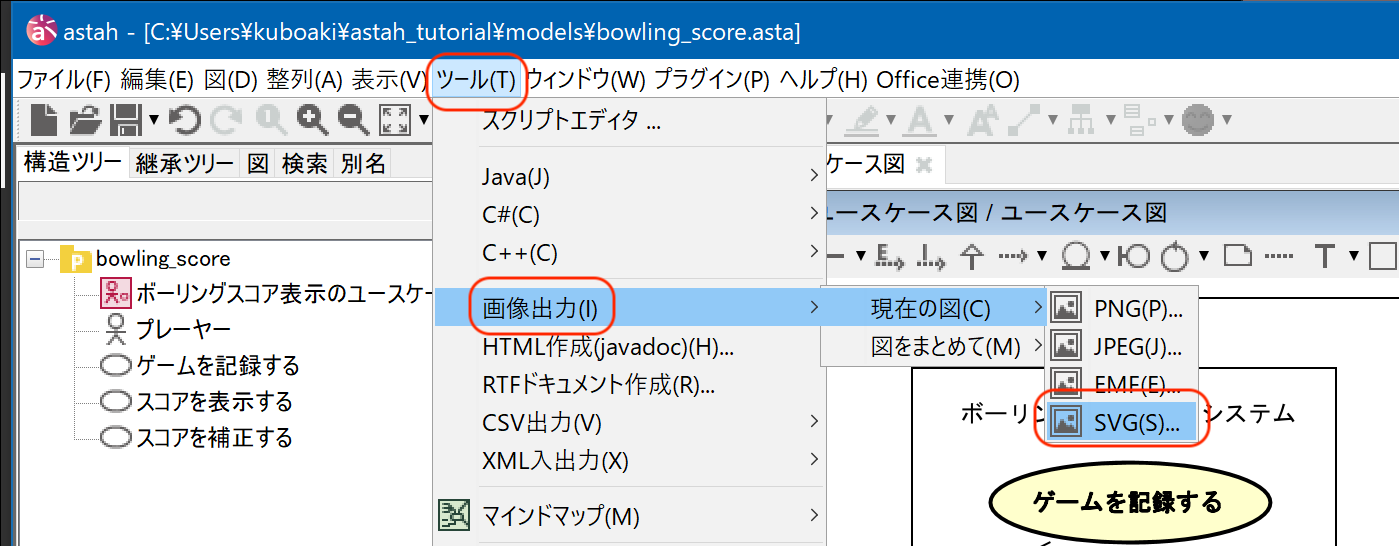 astah - [C:¥Users¥kuboaki¥astah_tutorial¥models¥bowling_score.asta]
ファイル(F) 編集(E) 図(D) 整列(A) 表示(V) ツール(T) ウィンドウ(W) プラグイン(P) ヘルプ(H) Office連携(O)
構造ツリー 継承ツリー 図 検索 別名
bowling_score
ボーリングスコア表示のユースケー
プレーヤー
ゲームを記録する
スコアを表示する
スコアを補正する
スクリプトエディタ ...
Java(J)
C#(C)
C++(C)
画像出力(I)
HTML作成(javadoc)(H)...
RTFドキュメント作成(R)...
CSV出力(V)
XML入出力(X)
マインドマップ(M)
現在の図(C)
図をまとめて(M)
PNG(P)...
JPEG(J)...
EMF(E)...
SVG(S)...
ケース図
ユースケース図 / ユースケース図
E
I
T
ボーリン システム
ゲームを記録する